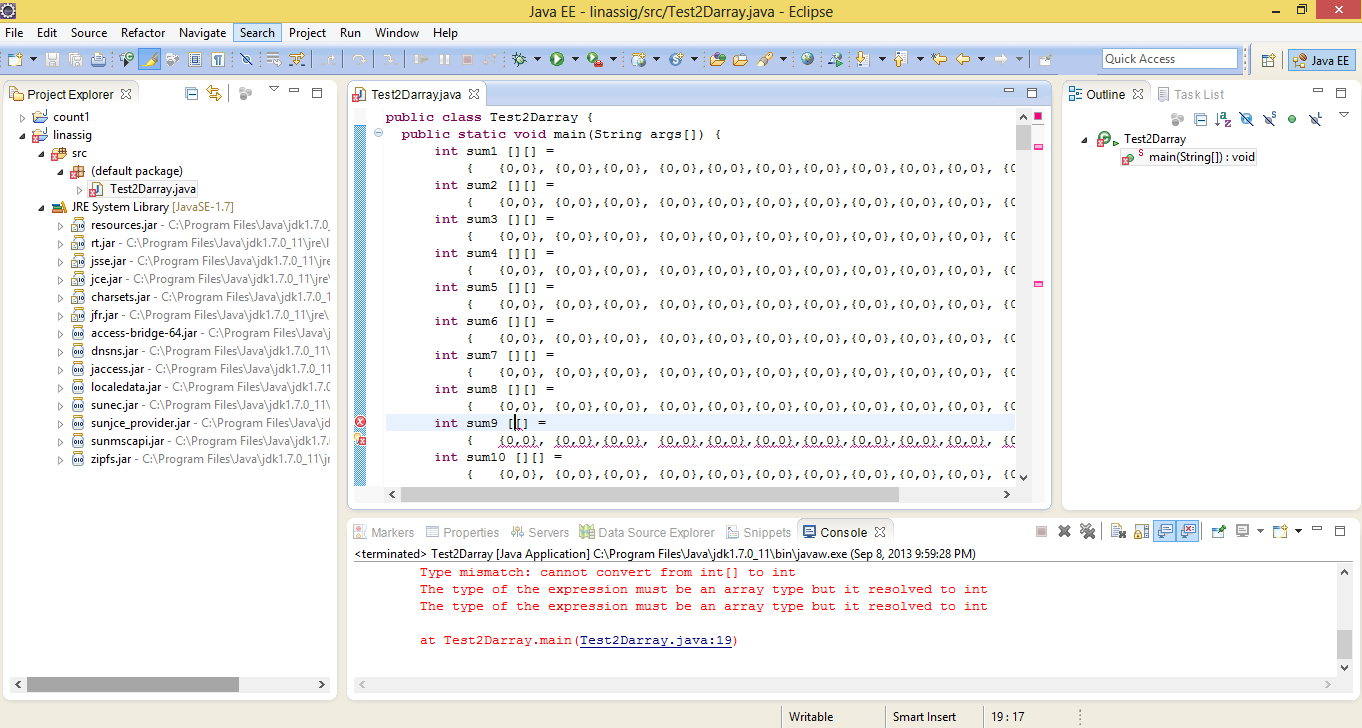 Java EE - linassig/src/Test2Darray.java - Eclipse
File Edit Source Refactor Navigate Search Project Run Window Help
Quick Access
Java EE
Project Explorer
count1
linassig
src
(default package)
Test2Darray.java
JRE System Library [JavaSE-1.7]
resources.jar - C:\Program Files\Java\jdk1.7.0_
rt.jar - C:\Program Files\Java\jdk1.7.0_11\jre\l
jsse.jar - C:\Program Files\Java\jdk1.7.0_11\jre
jce.jar - C:\Program Files\Java\jdk1.7.0_11\jre\
charsets.jar - C:\Program Files\Java\jdk1.7.0_1
jfr.jar - C:\Program Files\Java\jdk1.7.0_11\jre\
access-bridge-64.jar - C:\Program Files\Java\j
dnsns.jar - C:\Program Files\Java\jdk1.7.0_11\
jaccess.jar - C:\Program Files\Java\jdk1.7.0_11
localedata.jar - C:\Program Files\Java\jdk1.7.0
sunec.jar - C:\Program Files\Java\jdk1.7.0_11\
sunjce_provider.jar - C:\Program Files\Java\jd
sunmscapi.jar - C:\Program Files\Java\jdk1.7.
zipfs.jar - C:\Program Files\Java\jdk1.7.0_11\jr
Test2Darray.java
public class Test2Darray {
public static void main(String args[]) {
int sum1 [][] =
{ {0,0}, {0,0},{0,0}, {0,0},{0,0},{0,0},{0,0},{0,0},{0,0},{0,0}, {0
int sum2 [][] =
{ {0,0}, {0,0},{0,0}, {0,0},{0,0},{0,0},{0,0},{0,0},{0,0},{0,0}, {0
int sum3 [][] =
{ {0,0}, {0,0},{0,0}, {0,0},{0,0},{0,0},{0,0},{0,0},{0,0},{0,0}, {0
int sum4 [][] =
{ {0,0}, {0,0},{0,0}, {0,0},{0,0},{0,0},{0,0},{0,0},{0,0},{0,0}, {0
int sum5 [][] =
{ {0,0}, {0,0},{0,0}, {0,0},{0,0},{0,0},{0,0},{0,0},{0,0},{0,0}, {0
int sum6 [][] =
{ {0,0}, {0,0},{0,0}, {0,0},{0,0},{0,0},{0,0},{0,0},{0,0},{0,0}, {0
int sum7 [][] =
{ {0,0}, {0,0},{0,0}, {0,0},{0,0},{0,0},{0,0},{0,0},{0,0},{0,0}, {0
int sum8 [][] =
{ {0,0}, {0,0},{0,0}, {0,0},{0,0},{0,0},{0,0},{0,0},{0,0},{0,0}, {0
int sum9 [[] =
{ {0,0}, {0,0},{0,0}, {0,0},{0,0},{0,0},{0,0},{0,0},{0,0},{0,0}, {0
int sum10 [][] =
{ {0,0}, {0,0},{0,0}, {0,0},{0,0},{0,0},{0,0},{0,0},{0,0},{0,0}, {0
Outline Task List
Test2Darray
main(String[]) : void
Markers Properties Servers Data Source Explorer Snippets Console
<terminated> Test2Darray [Java Application] C:\Program Files\Java\jdk1.7.0_11\bin\javaw.exe (Sep 8, 2013 9:59:28 PM)
Type mismatch: cannot convert from int[] to int
The type of the expression must be an array type but it resolved to int
The type of the expression must be an array type but it resolved to int
at Test2Darray.main(Test2Darray.java:19)
Writable Smart Insert 19 : 17